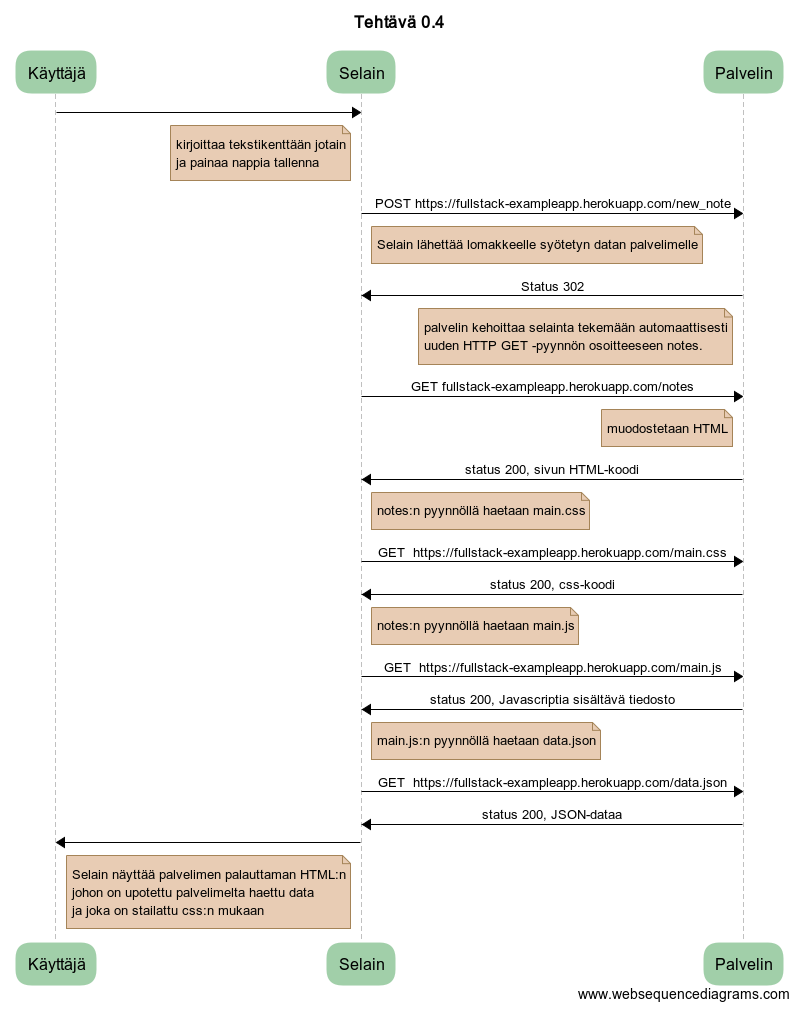 Tehtävä 0.4
Käyttäjä
Selain
Palvelin
kirjoittaa tekstikenttään jotain
ja painaa nappia tallenna
POST https://fullstack-exampleapp.herokuapp.com/new_note
Selain lähettää lomakkeelle syötetyn datan palvelimelle
Status 302
palvelin kehoittaa selainta tekemään automaattisesti
uuden HTTP GET -pyynnön osoitteeseen notes.
GET fullstack-exampleapp.herokuapp.com/notes
muodostetaan HTML
status 200, sivun HTML-koodi
notes:n pyynnöllä haetaan main.css
GET  https://fullstack-exampleapp.herokuapp.com/main.css
status 200, css-koodi
notes:n pyynnöllä haetaan main.js
GET  https://fullstack-exampleapp.herokuapp.com/main.js
status 200, Javascriptia sisältävä tiedosto
main.js:n pyynnöllä haetaan data.json
GET  https://fullstack-exampleapp.herokuapp.com/data.json
status 200, JSON-dataa
Selain näyttää palvelimen palauttaman HTML:n
johon on upotettu palvelimelta haettu data
ja joka on stailattu css:n mukaan
Käyttäjä
Selain
Palvelin
www.websequencediagrams.com